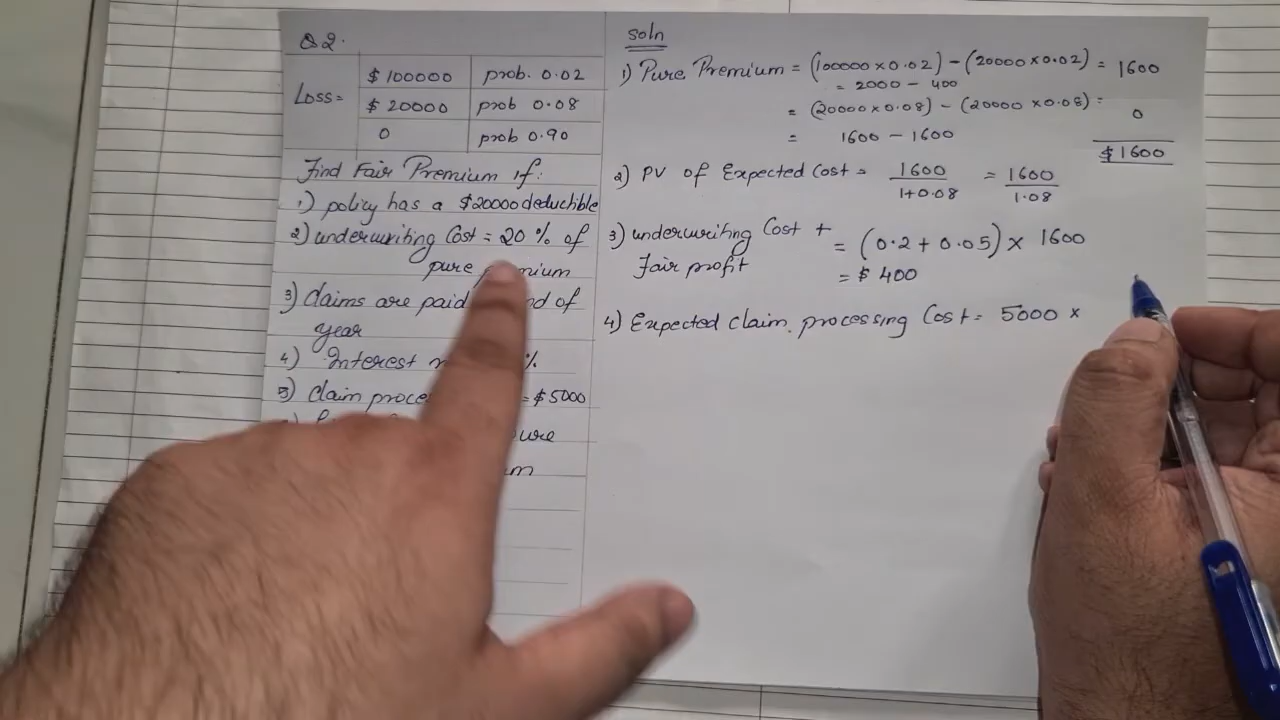 Q2.
Loss = $100000 prob. 0.02
$20000 prob 0.08
0 prob 0.90
Find Fair Premium if:
1) policy has a $20000 deductible
2) underwriting Cost = 20% of
pure
3) claims are paid nd of
year
4) Interest %
5) claim = $5000
ure
m
Soln
1) Pure Premium = (100000 x 0.02) - (20000 x 0.02) = 1600
= 2000 - 400
= (20000 x 0.08) - (20000 x 0.08) = 0
= 1600 - 1600
$1600
2) PV of Expected Cost = 1600 / 1+0.08 = 1600 / 1.08
3) underwriting Cost + = (0.2 + 0.05) x 1600
Fair profit = $400
4) Expected claim. processing Cost = 5000 x